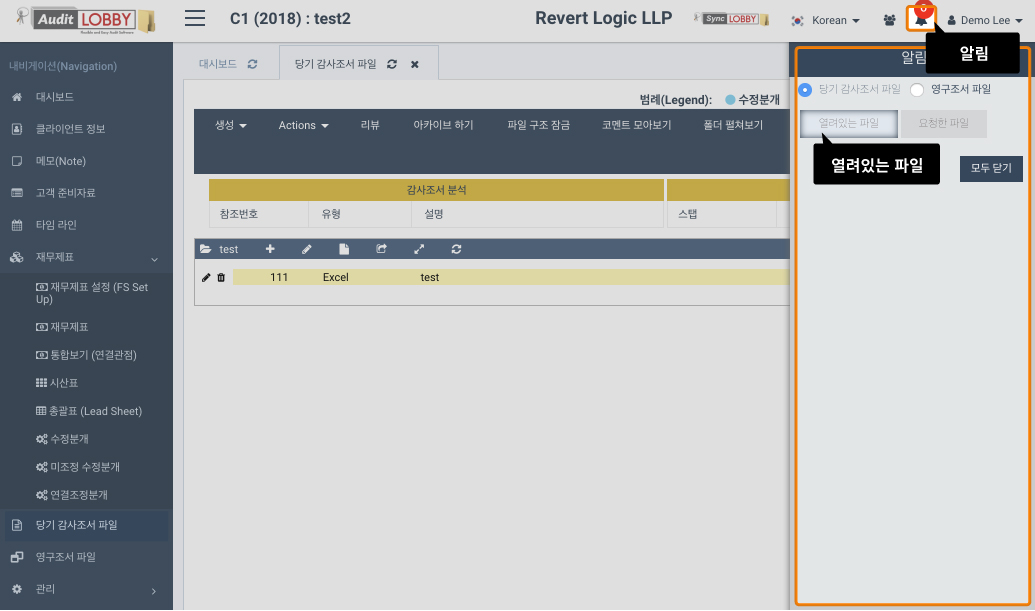 Audit LOBBY
Flexible and Easy Audit Software
C1 (2018) : test2
Revert Logic LLP
Sync LOBBY
Korean
Demo Lee
알림
내비게이션(Navigation)
대시보드
클라이언트 정보
메모(Note)
고객 준비자료
타임 라인
재무제표
재무제표 설정 (FS Set
Up)
재무제표
통합보기 (연결관점)
시산표
총괄표 (Lead Sheet)
수정분개
미조정 수정분개
연결조정분개
당기 감사조서 파일
영구조서 파일
관리
대시보드
당기 감사조서 파일
범례(Legend): 수정분개
생성
Actions
리뷰
아카이브 하기
파일 구조 잠금
코멘트 모아보기
폴더 펼쳐보기
감사조서 분석
참조번호
유형
설명
스탭
test
111
Excel
test
알림
당기 감사조서 파일
영구조서 파일
열려있는 파일
요청한 파일
열려있는 파일
모두 닫기